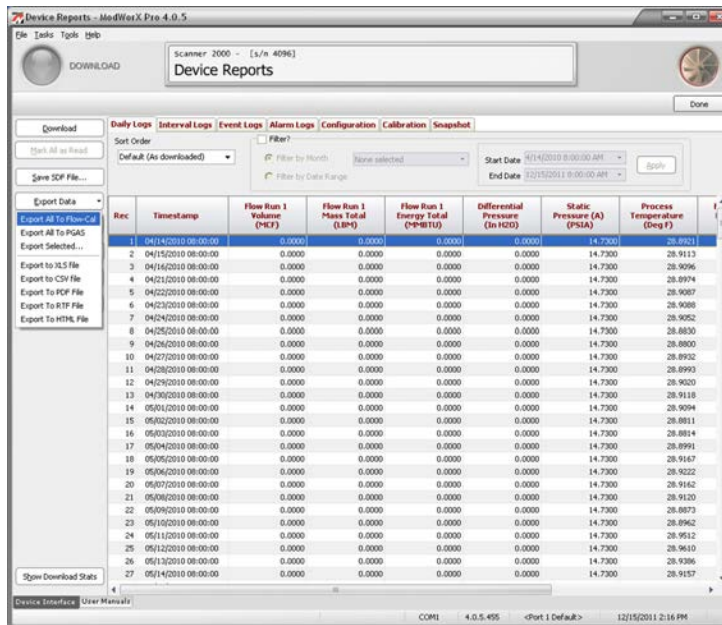 Device Reports - ModWorX Pro 4.0.5
File Tasks Tools Help
DOWNLOAD
Scanner 2000 - [s/n 4096]
Device Reports
Done
Download
Mark All as Read
Save SDF File...
Export Data
Export All To Flow-Cal
Export All To PGAS
Export Selected...
Export to XLS file
Export to CSV file
Export To PDF File
Export To RTF File
Export To HTML File
Show Download Stats
Daily Logs Interval Logs Event Logs Alarm Logs Configuration Calibration Snapshot
Sort Order
Default (As downloaded)
Filter?
Filter by Month None selected
Filter by Date Range
Start Date 4/14/2010 8:00:00 AM
End Date 12/15/2011 8:00:00 AM
Apply
Rec Timestamp Flow Run 1 Volume (MCF) Flow Run 1 Mass Total (LBM) Flow Run 1 Energy Total (MMBTU) Differential Pressure (In H2O) Static Pressure (A) (PSIA) Process Temperature (Deg F)
1 04/14/2010 08:00:00 0.0000 0.0000 0.0000 0.0000 14.7300 28.8921
2 04/15/2010 08:00:00 0.0000 0.0000 0.0000 0.0000 14.7300 28.9113
3 04/16/2010 08:00:00 0.0000 0.0000 0.0000 0.0000 14.7300 28.9096
4 04/21/2010 08:00:00 0.0000 0.0000 0.0000 0.0000 14.7300 28.8974
5 04/22/2010 08:00:00 0.0000 0.0000 0.0000 0.0000 14.7300 28.9087
6 04/23/2010 08:00:00 0.0000 0.0000 0.0000 0.0000 14.7300 28.9088
7 04/24/2010 08:00:00 0.0000 0.0000 0.0000 0.0000 14.7300 28.9052
8 04/25/2010 08:00:00 0.0000 0.0000 0.0000 0.0000 14.7300 28.8830
9 04/26/2010 08:00:00 0.0000 0.0000 0.0000 0.0000 14.7300 28.8800
10 04/27/2010 08:00:00 0.0000 0.0000 0.0000 0.0000 14.7300 28.8932
11 04/28/2010 08:00:00 0.0000 0.0000 0.0000 0.0000 14.7300 28.8993
12 04/29/2010 08:00:00 0.0000 0.0000 0.0000 0.0000 14.7300 28.9020
13 04/30/2010 08:00:00 0.0000 0.0000 0.0000 0.0000 14.7300 28.9118
14 05/01/2010 08:00:00 0.0000 0.0000 0.0000 0.0000 14.7300 28.9094
15 05/02/2010 08:00:00 0.0000 0.0000 0.0000 0.0000 14.7300 28.8811
16 05/03/2010 08:00:00 0.0000 0.0000 0.0000 0.0000 14.7300 28.8814
17 05/04/2010 08:00:00 0.0000 0.0000 0.0000 0.0000 14.7300 28.8991
18 05/05/2010 08:00:00 0.0000 0.0000 0.0000 0.0000 14.7300 28.9167
19 05/06/2010 08:00:00 0.0000 0.0000 0.0000 0.0000 14.7300 28.9222
20 05/07/2010 08:00:00 0.0000 0.0000 0.0000 0.0000 14.7300 28.9162
21 05/08/2010 08:00:00 0.0000 0.0000 0.0000 0.0000 14.7300 28.9120
22 05/09/2010 08:00:00 0.0000 0.0000 0.0000 0.0000 14.7300 28.8873
23 05/10/2010 08:00:00 0.0000 0.0000 0.0000 0.0000 14.7300 28.8962
24 05/11/2010 08:00:00 0.0000 0.0000 0.0000 0.0000 14.7300 28.9512
25 05/12/2010 08:00:00 0.0000 0.0000 0.0000 0.0000 14.7300 28.9610
26 05/13/2010 08:00:00 0.0000 0.0000 0.0000 0.0000 14.7300 28.9386
27 05/14/2010 08:00:00 0.0000 0.0000 0.0000 0.0000 14.7300 28.9157
Device Interface User Manuals
COM1 4.0.5.455 <Port 1 Default> 12/15/2011 2:16 PM